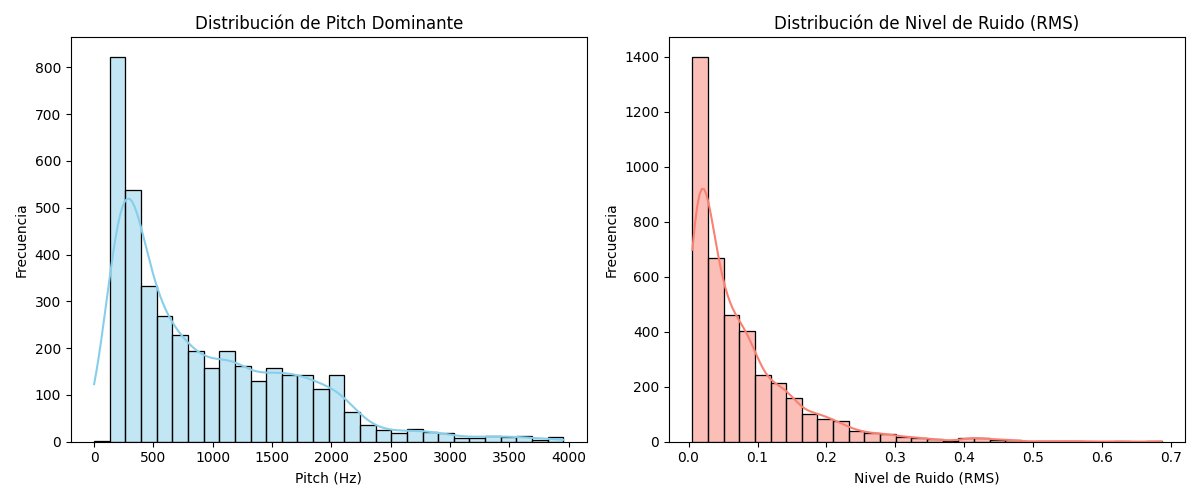 Distribución de Pitch Dominante
Frecuencia
800
700
600
500
400
300
200
100
0
0 500 1000 1500 2000 2500 3000 3500 4000
Pitch (Hz)
Distribución de Nivel de Ruido (RMS)
Frecuencia
1400
1200
1000
800
600
400
200
0
0.0 0.1 0.2 0.3 0.4 0.5 0.6 0.7
Nivel de Ruido (RMS)